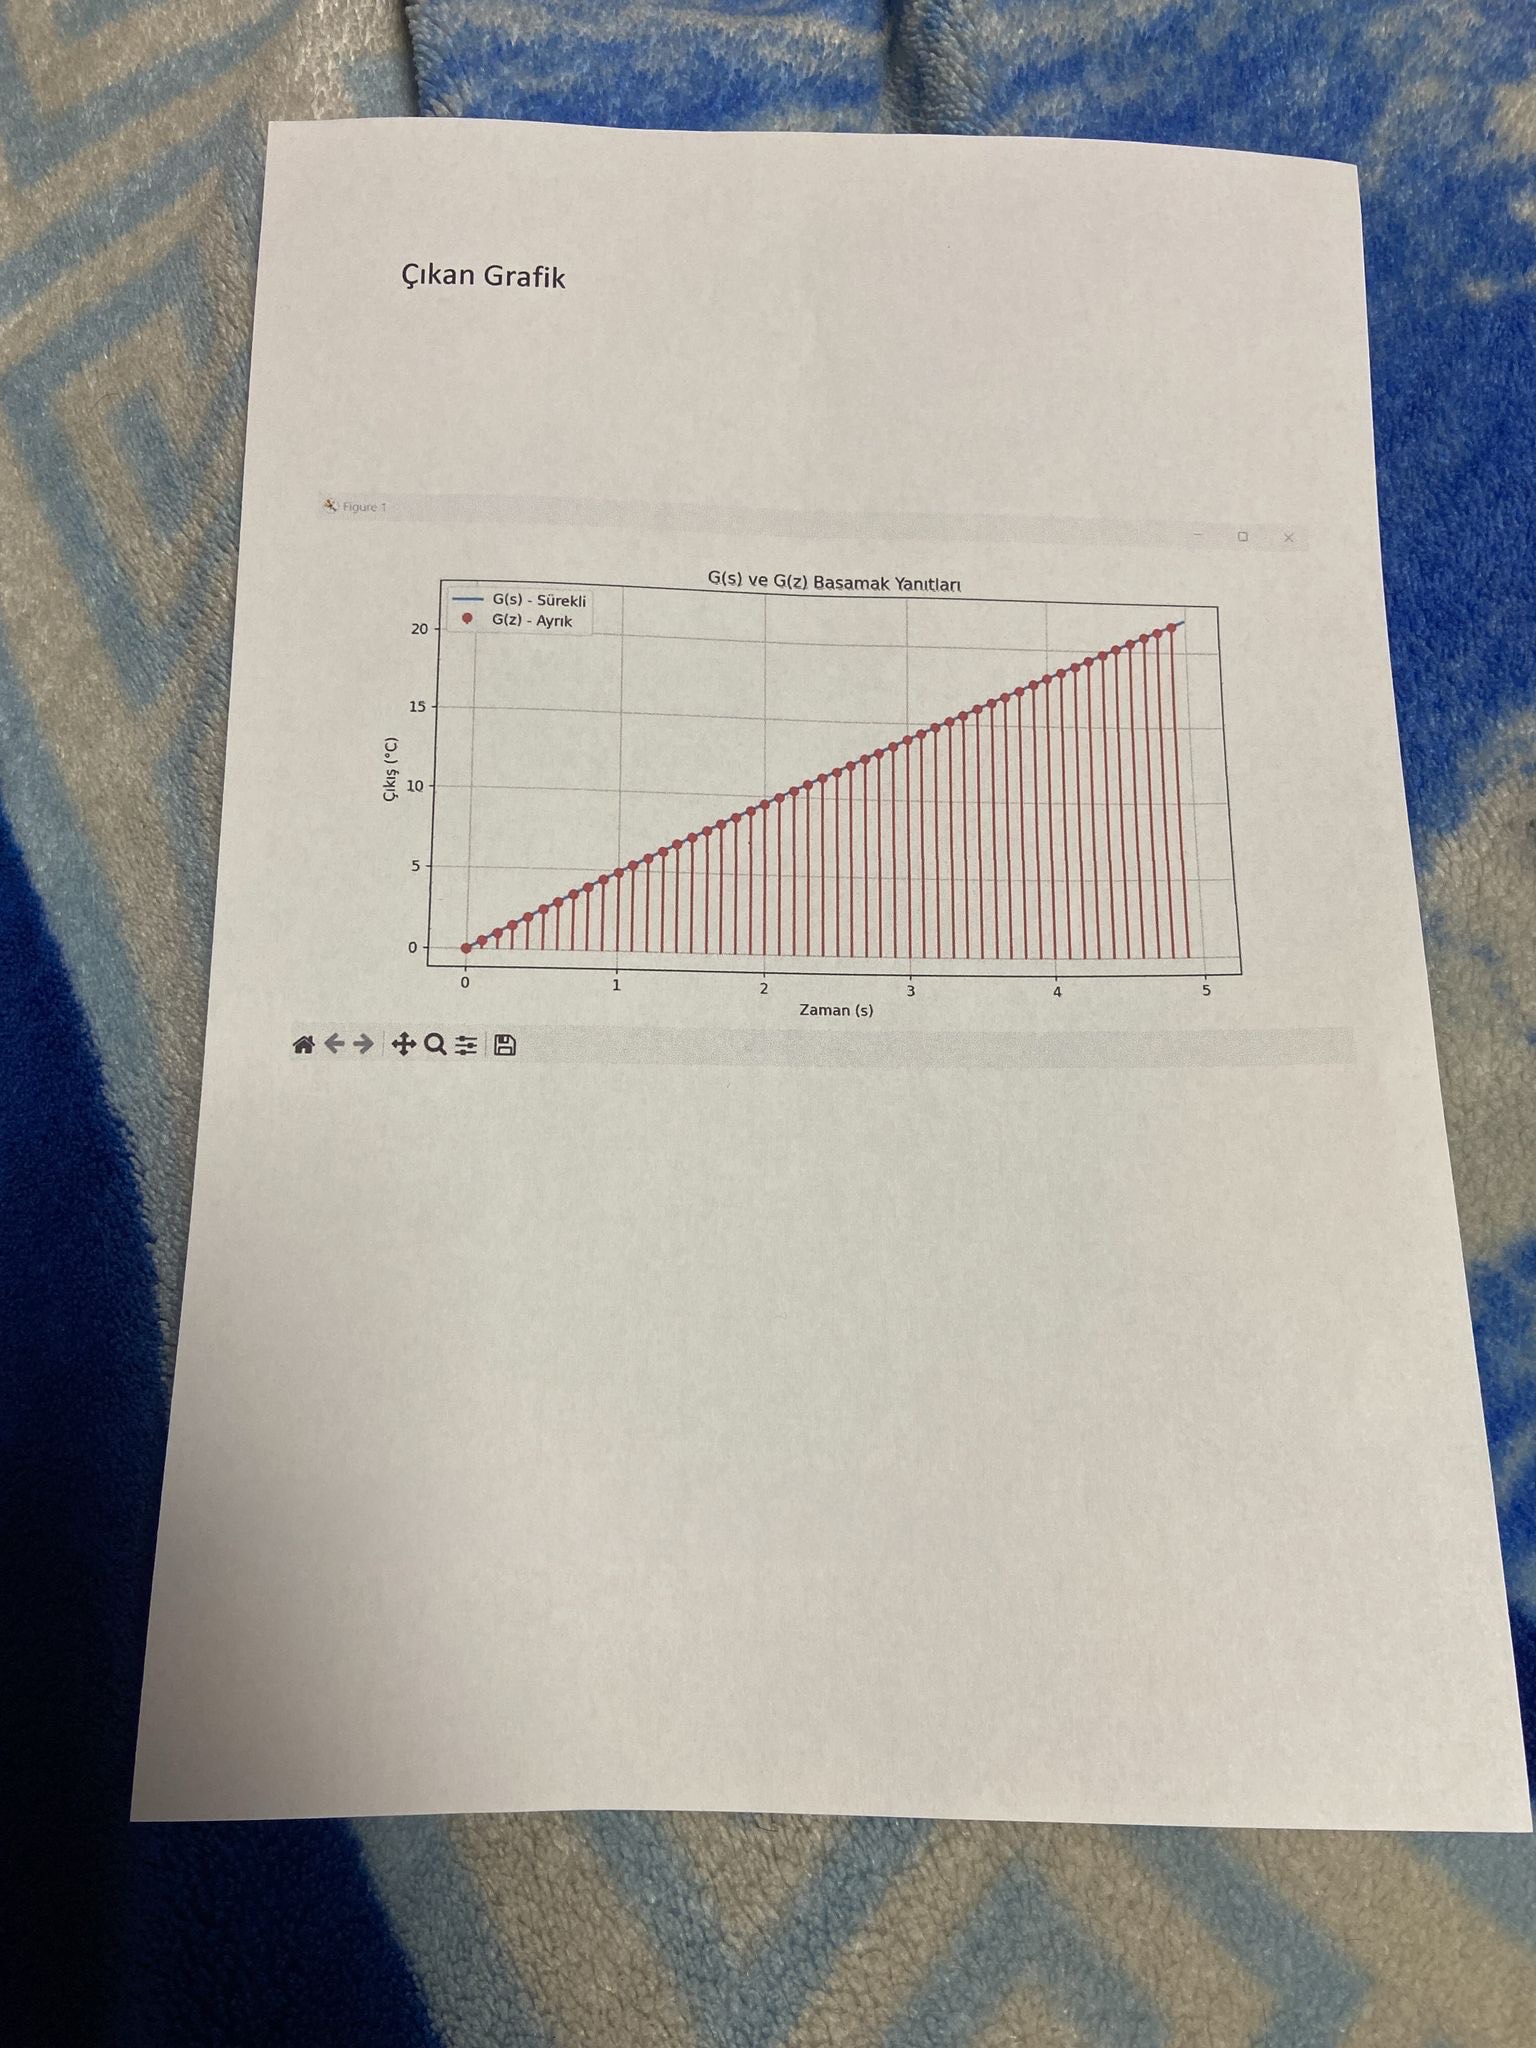 Çıkan Grafik
Figure 1
G(s) ve G(z) Basamak Yanıtları
G(s) - Sürekli
G(z) - Ayrık
Çıkış (°C)
20
15
10
5
0
0 1 2 3 4 5
Zaman (s)